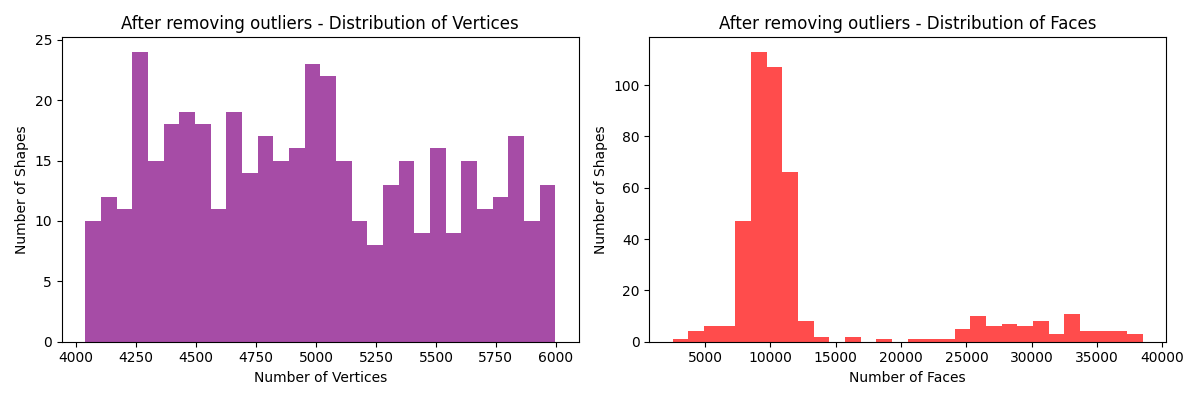 After removing outliers - Distribution of Vertices
25
20
15
10
5
0
Number of Shapes
4000 4250 4500 4750 5000 5250 5500 5750 6000
Number of Vertices
After removing outliers - Distribution of Faces
100
80
60
40
20
0
Number of Shapes
5000 10000 15000 20000 25000 30000 35000 40000
Number of Faces